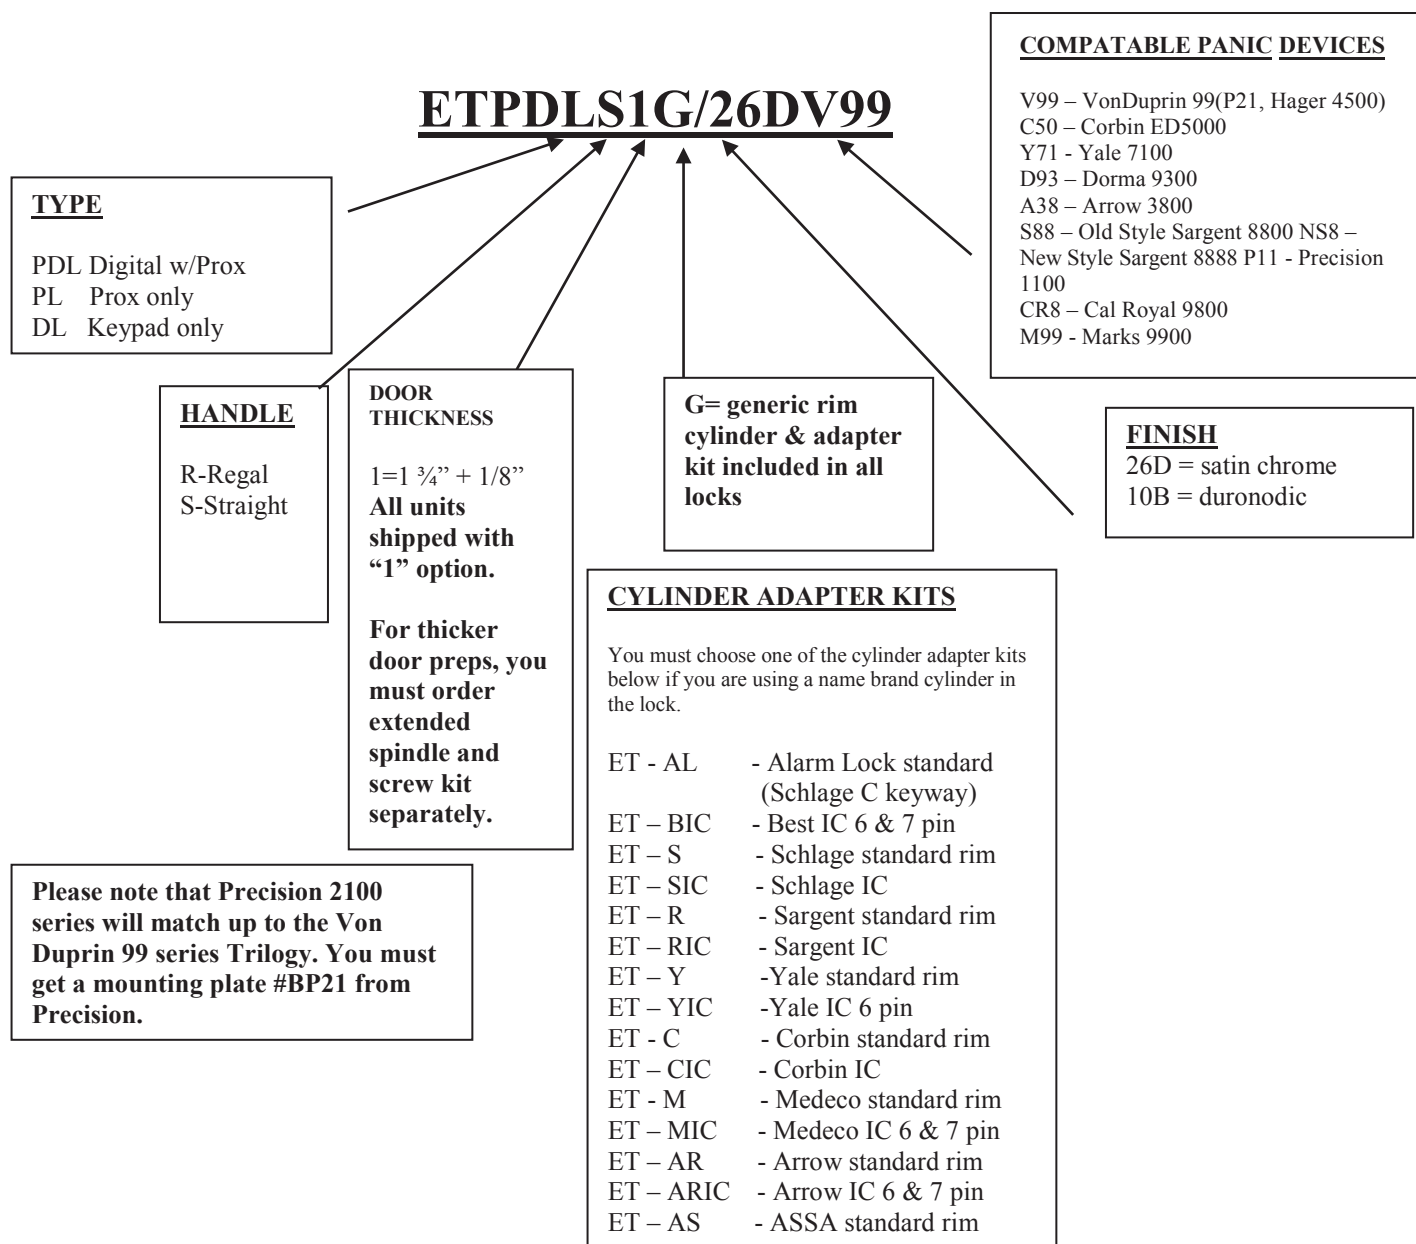 ETPDLS1G/26DV99
COMPATABLE PANIC DEVICES
V99 – VonDuprin 99(P21, Hager 4500)
C50 – Corbin ED5000
Y71 - Yale 7100
D93 – Dorma 9300
A38 – Arrow 3800
S88 – Old Style Sargent 8800 NS8 –
New Style Sargent 8888 P11 - Precision
1100
CR8 – Cal Royal 9800
M99 - Marks 9900
TYPE
PDL Digital w/Prox
PL Prox only
DL Keypad only
HANDLE
R-Regal
S-Straight
DOOR
THICKNESS
1=1 ¾” + 1/8”
All units
shipped with
“1” option.
For thicker
door preps, you
must order
extended
spindle and
screw kit
separately.
G= generic rim
cylinder & adapter
kit included in all
locks
FINISH
26D = satin chrome
10B = duronodic
CYLINDER ADAPTER KITS
You must choose one of the cylinder adapter kits
below if you are using a name brand cylinder in
the lock.
ET - AL - Alarm Lock standard
(Schlage C keyway)
ET – BIC - Best IC 6 & 7 pin
ET – S - Schlage standard rim
ET – SIC - Schlage IC
ET – R - Sargent standard rim
ET – RIC - Sargent IC
ET – Y -Yale standard rim
ET – YIC -Yale IC 6 pin
ET - C - Corbin standard rim
ET – CIC - Corbin IC
ET - M - Medeco standard rim
ET – MIC - Medeco IC 6 & 7 pin
ET – AR - Arrow standard rim
ET – ARIC - Arrow IC 6 & 7 pin
ET – AS - ASSA standard rim
Please note that Precision 2100
series will match up to the Von
Duprin 99 series Trilogy. You must
get a mounting plate #BP21 from
Precision.